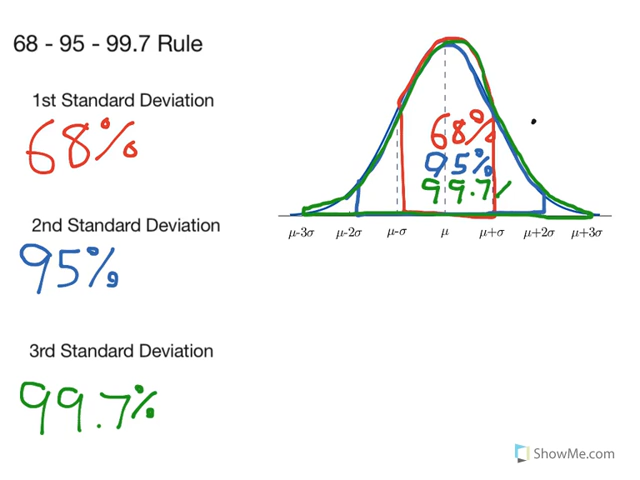 68 - 95 - 99.7 Rule
1st Standard Deviation
68%
2nd Standard Deviation
95%
3rd Standard Deviation
99.7%
68%
95%
99.7%
μ-3σ μ-2σ μ-σ μ μ+σ μ+2σ μ+3σ
ShowMe.com